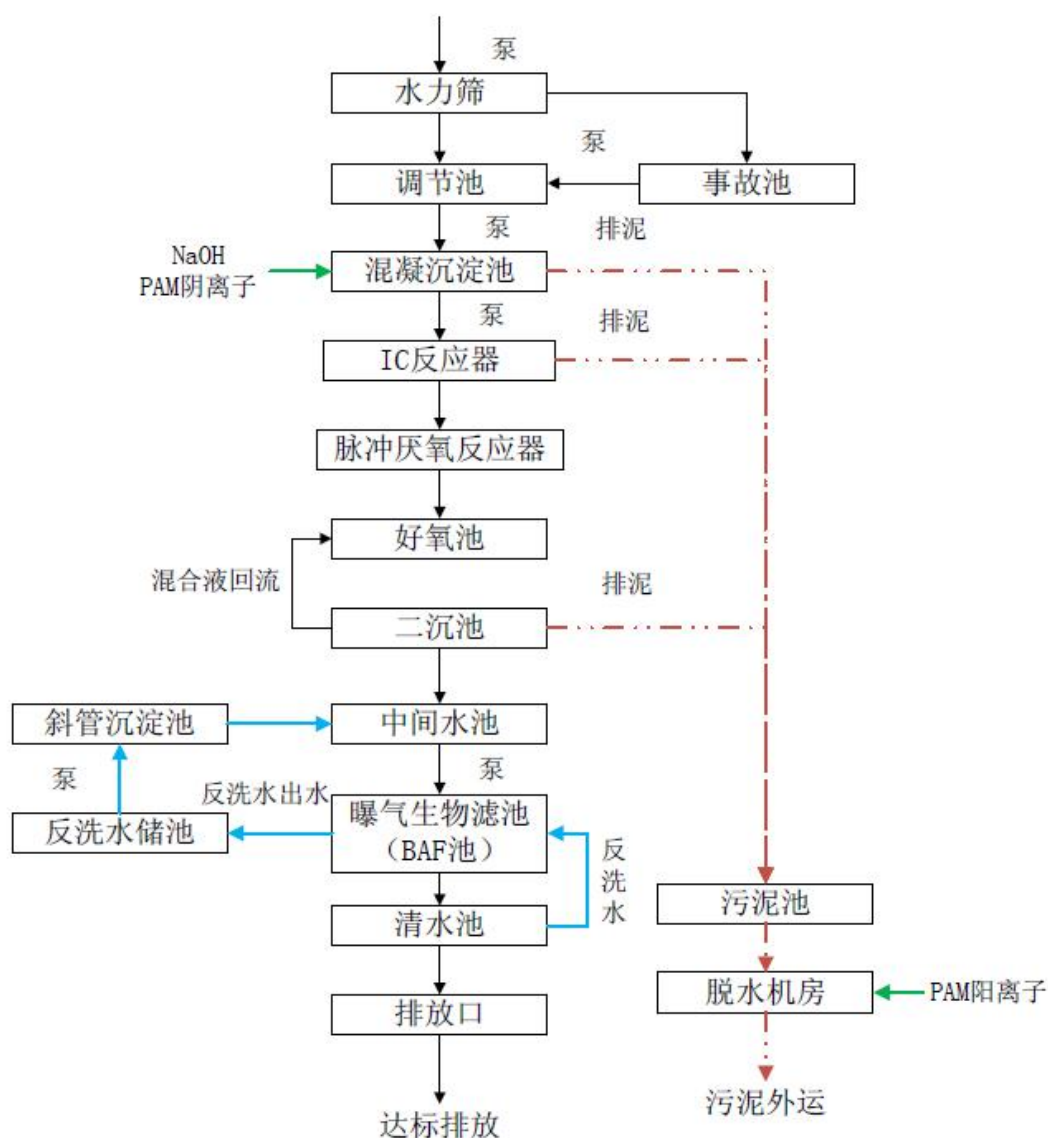 泵
水力筛
泵
调节池
事故池
泵
排泥
NaOH
PAM阴离子
混凝沉淀池
泵
排泥
IC反应器
脉冲厌氧反应器
好氧池
混合液回流
排泥
二沉池
斜管沉淀池
中间水池
泵
泵
反洗水出水
反洗水储池
曝气生物滤池
（BAF池）
反
洗
水
清水池
污泥池
脱水机房
PAM阳离子
排放口
污泥外运
达标排放